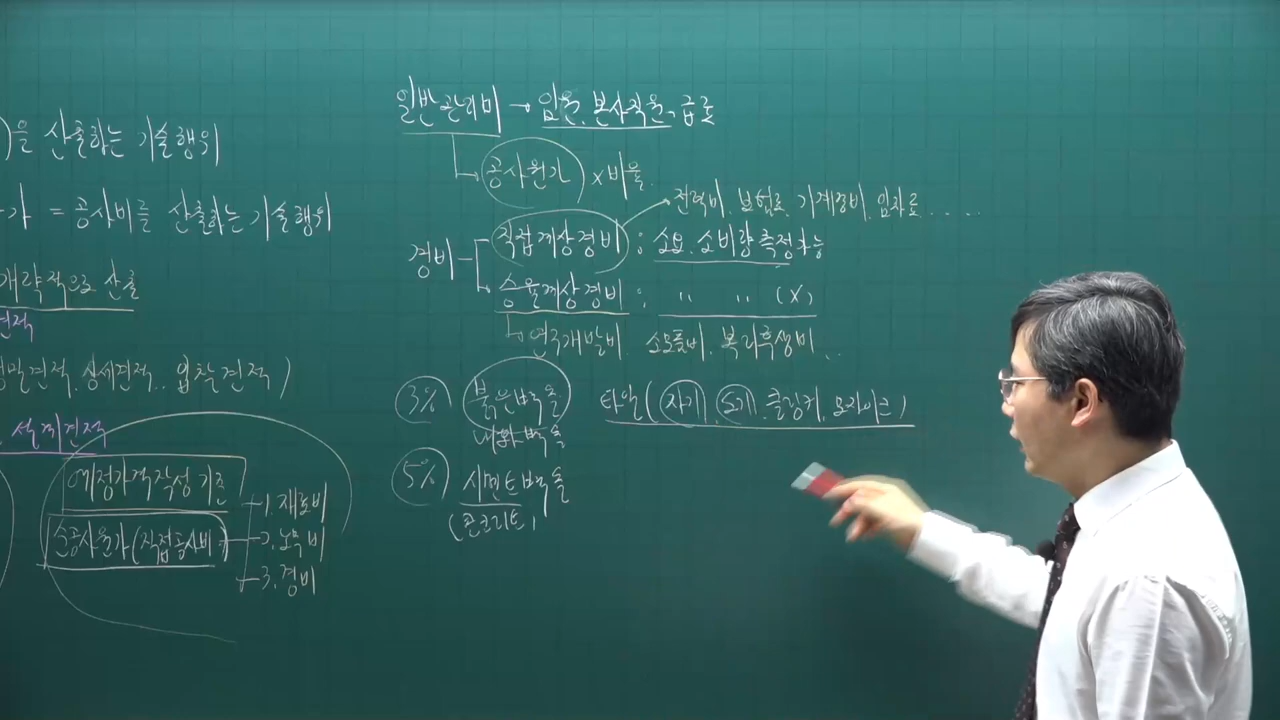 )을 산출하는 기술행위
가 = 공사비를 산출하는 기술행위
개략적으로 산출
견적
정밀견적, 상세견적.. 입찰견적)
석적견적
예정가격작성 기준
순공사원가(직접공사비)
1. 재료비
2. 노무비
3. 경비
일반관리비 → 임원, 본사직원 급료
공사원가 × 비율
전력비, 보험료, 기계경비, 임차료 . . . . .
경비 직접계상경비 : 소요, 소비량 측정가능
승율계상경비 : 〃 〃 (X)
연구개발비, 소모품비, 복리후생비...
3% 붉은벽돌
내화벽돌
타일(자기, 도기, 클링커, 모자이크)
5% 시멘트벽돌
(콘크리트)